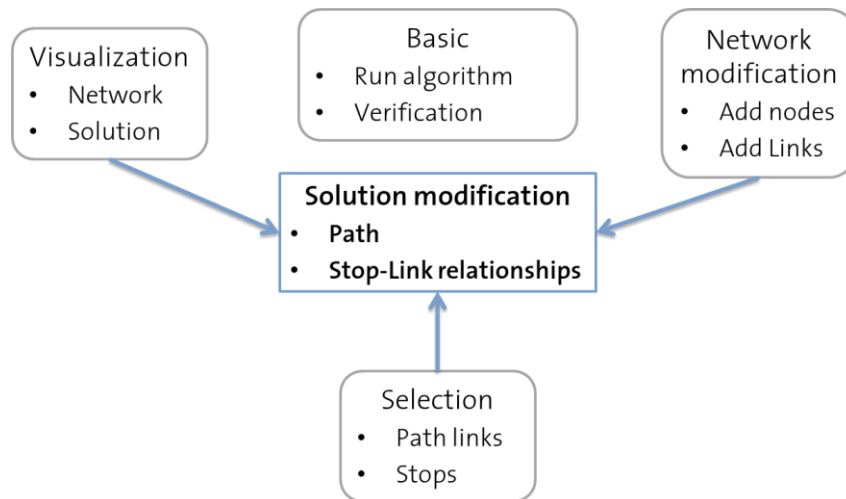 Visualization
• Network
• Solution
Basic
• Run algorithm
• Verification
Network
modification
• Add nodes
• Add Links
Solution modification
• Path
• Stop-Link relationships
Selection
• Path links
• Stops